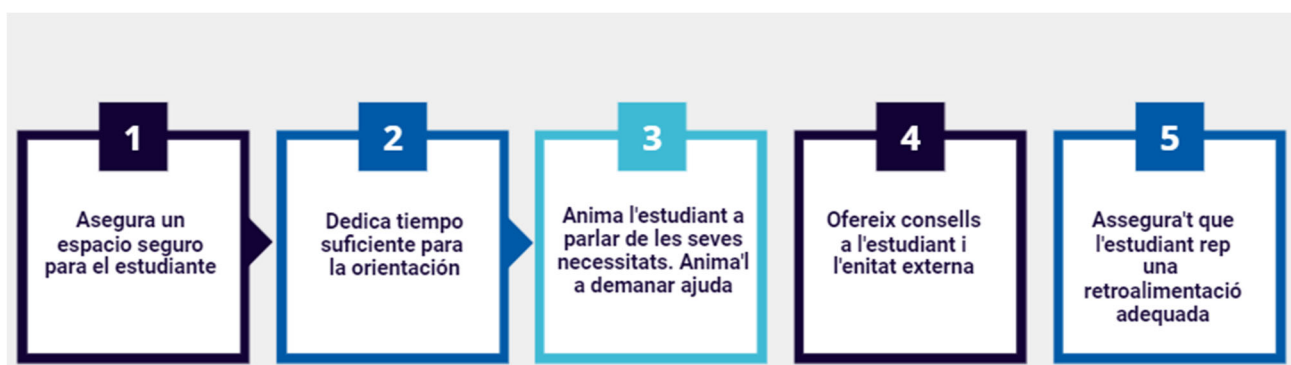 1
Asegura un
espacio seguro
para el estudiante
2
Dedica tiempo
suficiente para
la orientación
3
Anima l'estudiant a
parlar de les seves
necessitats. Anima'l
a demanar ajuda
4
Ofereix consells
a l'estudiant i
l'enitat externa
5
Assegura't que
l'estudiant rep
una
retroalimentació
adequada